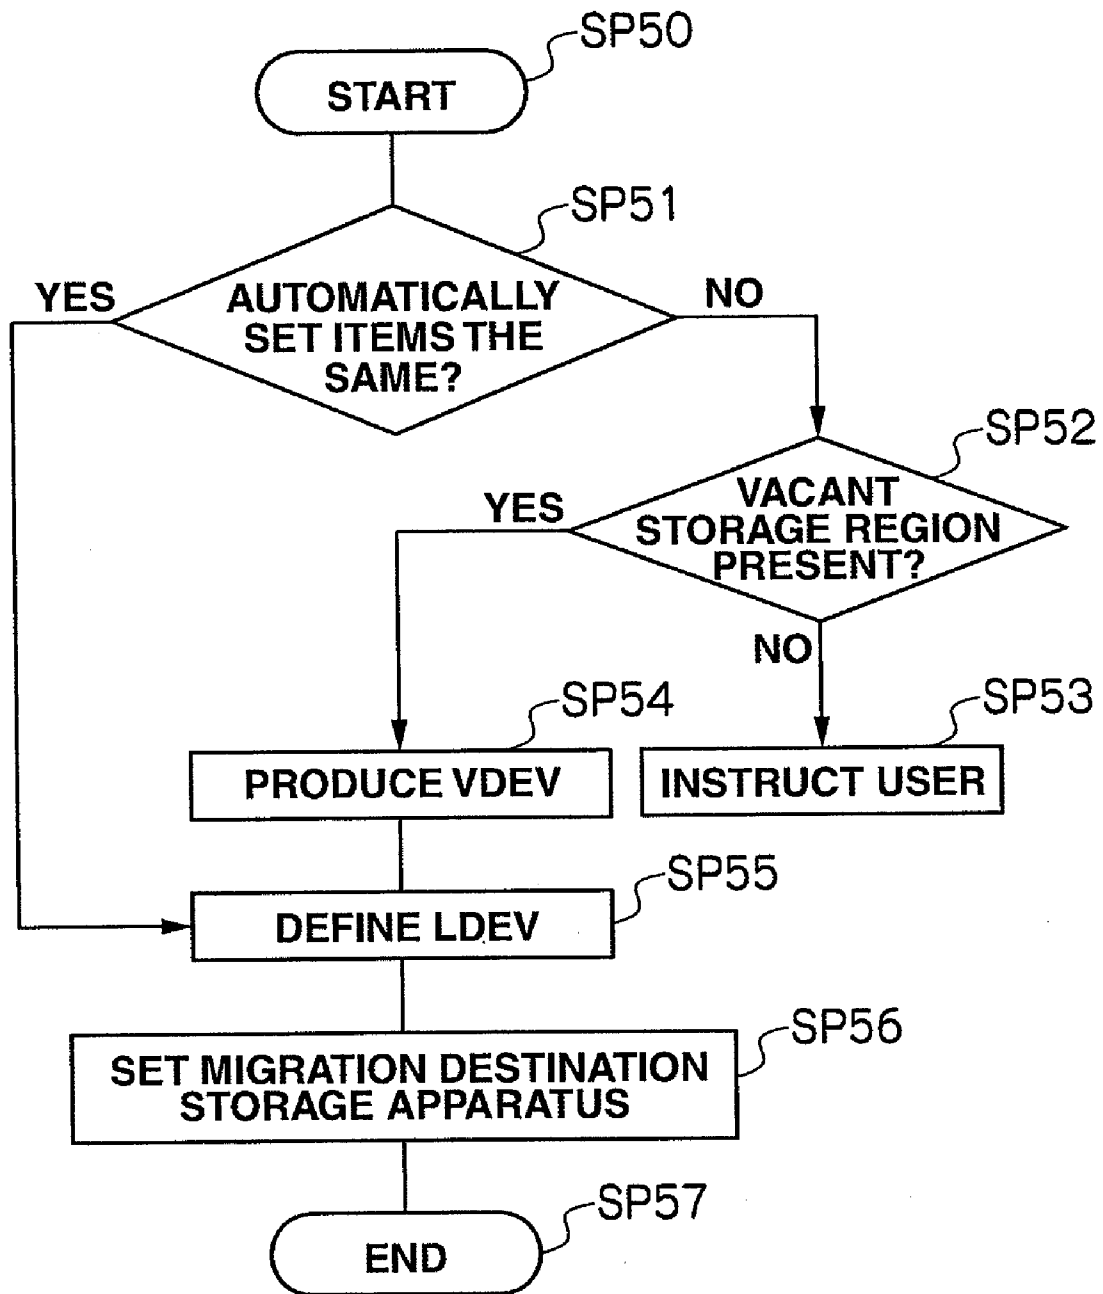 SP50
START
SP51
YES
AUTOMATICALLY
SET ITEMS THE
SAME?
NO
SP52
YES
VACANT
STORAGE REGION
PRESENT?
NO
SP54
SP53
PRODUCE VDEV
INSTRUCT USER
SP55
DEFINE LDEV
SP56
SET MIGRATION DESTINATION
STORAGE APPARATUS
SP57
END